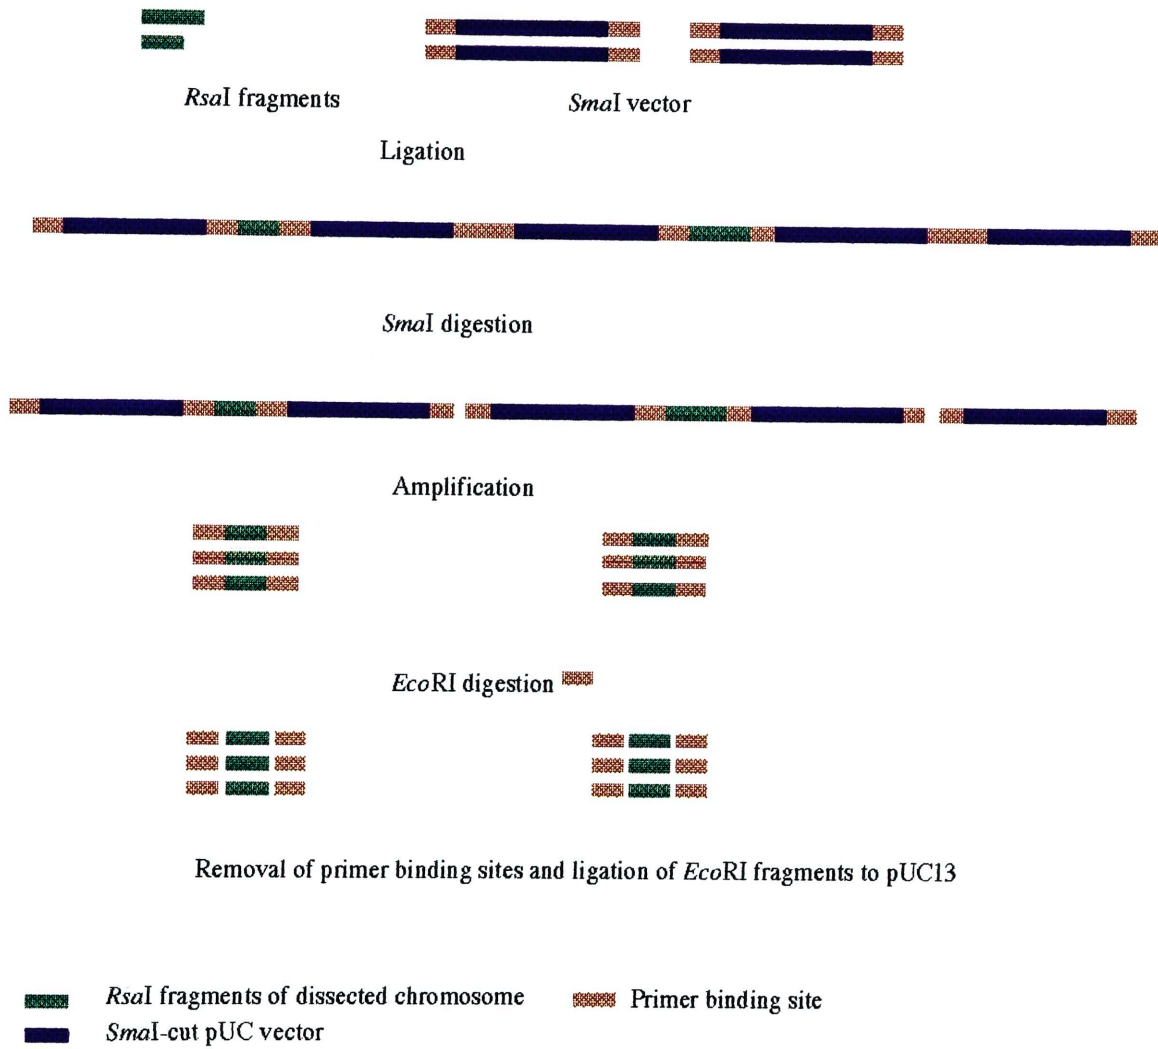 RsaI fragments
SmaI vector
Ligation
SmaI digestion
Amplification
EcoRI digestion
Removal of primer binding sites and ligation of EcoRI fragments to pUC13
RsaI fragments of dissected chromosome
Primer binding site
SmaI-cut pUC vector